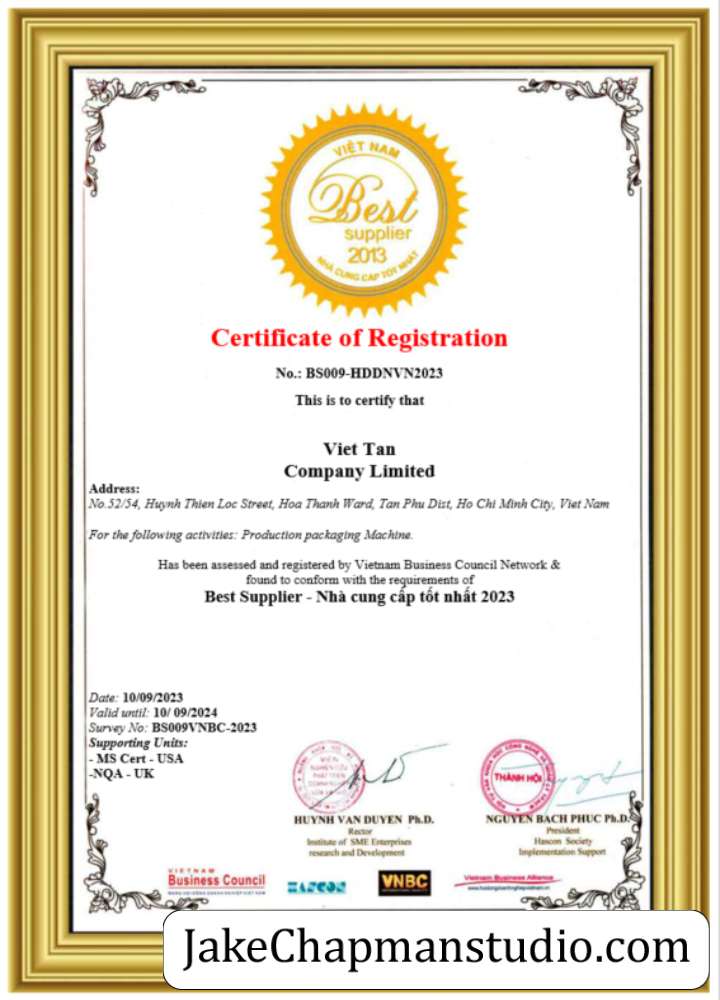 VIỆT NAM
Best
supplier
2013
NHÀ CUNG CẤP TỐT NHẤT
Certificate of Registration
No.: BS009-HDDNVN2023
This is to certify that
Viet Tan
Company Limited
Address:
No.52/54, Huynh Thien Loc Street, Hoa Thanh Ward, Tan Phu Dist, Ho Chi Minh City, Viet Nam
For the following activities: Production packaging Machine.
Has been assessed and registered by Vietnam Business Council Network &
found to conform with the requirements of
Best Supplier - Nhà cung cấp tốt nhất 2023
Date: 10/09/2023
Valid until: 10/ 09/2024
Survey No: BS009VNBC-2023
Supporting Units:
- MS Cert - USA
-NQA - UK
THÀNH HỘI
HUYNH VAN DUYEN Ph.D.
Rector
Institute of SME Enterprises
research and Development
NGUYEN BACH PHUC Ph.D.
President
Hascon Society
Implementation Support
VIETNAM
Business Council
HASCON
VNBC
Vietnam Business Alliance
JakeChapmanstudio.com